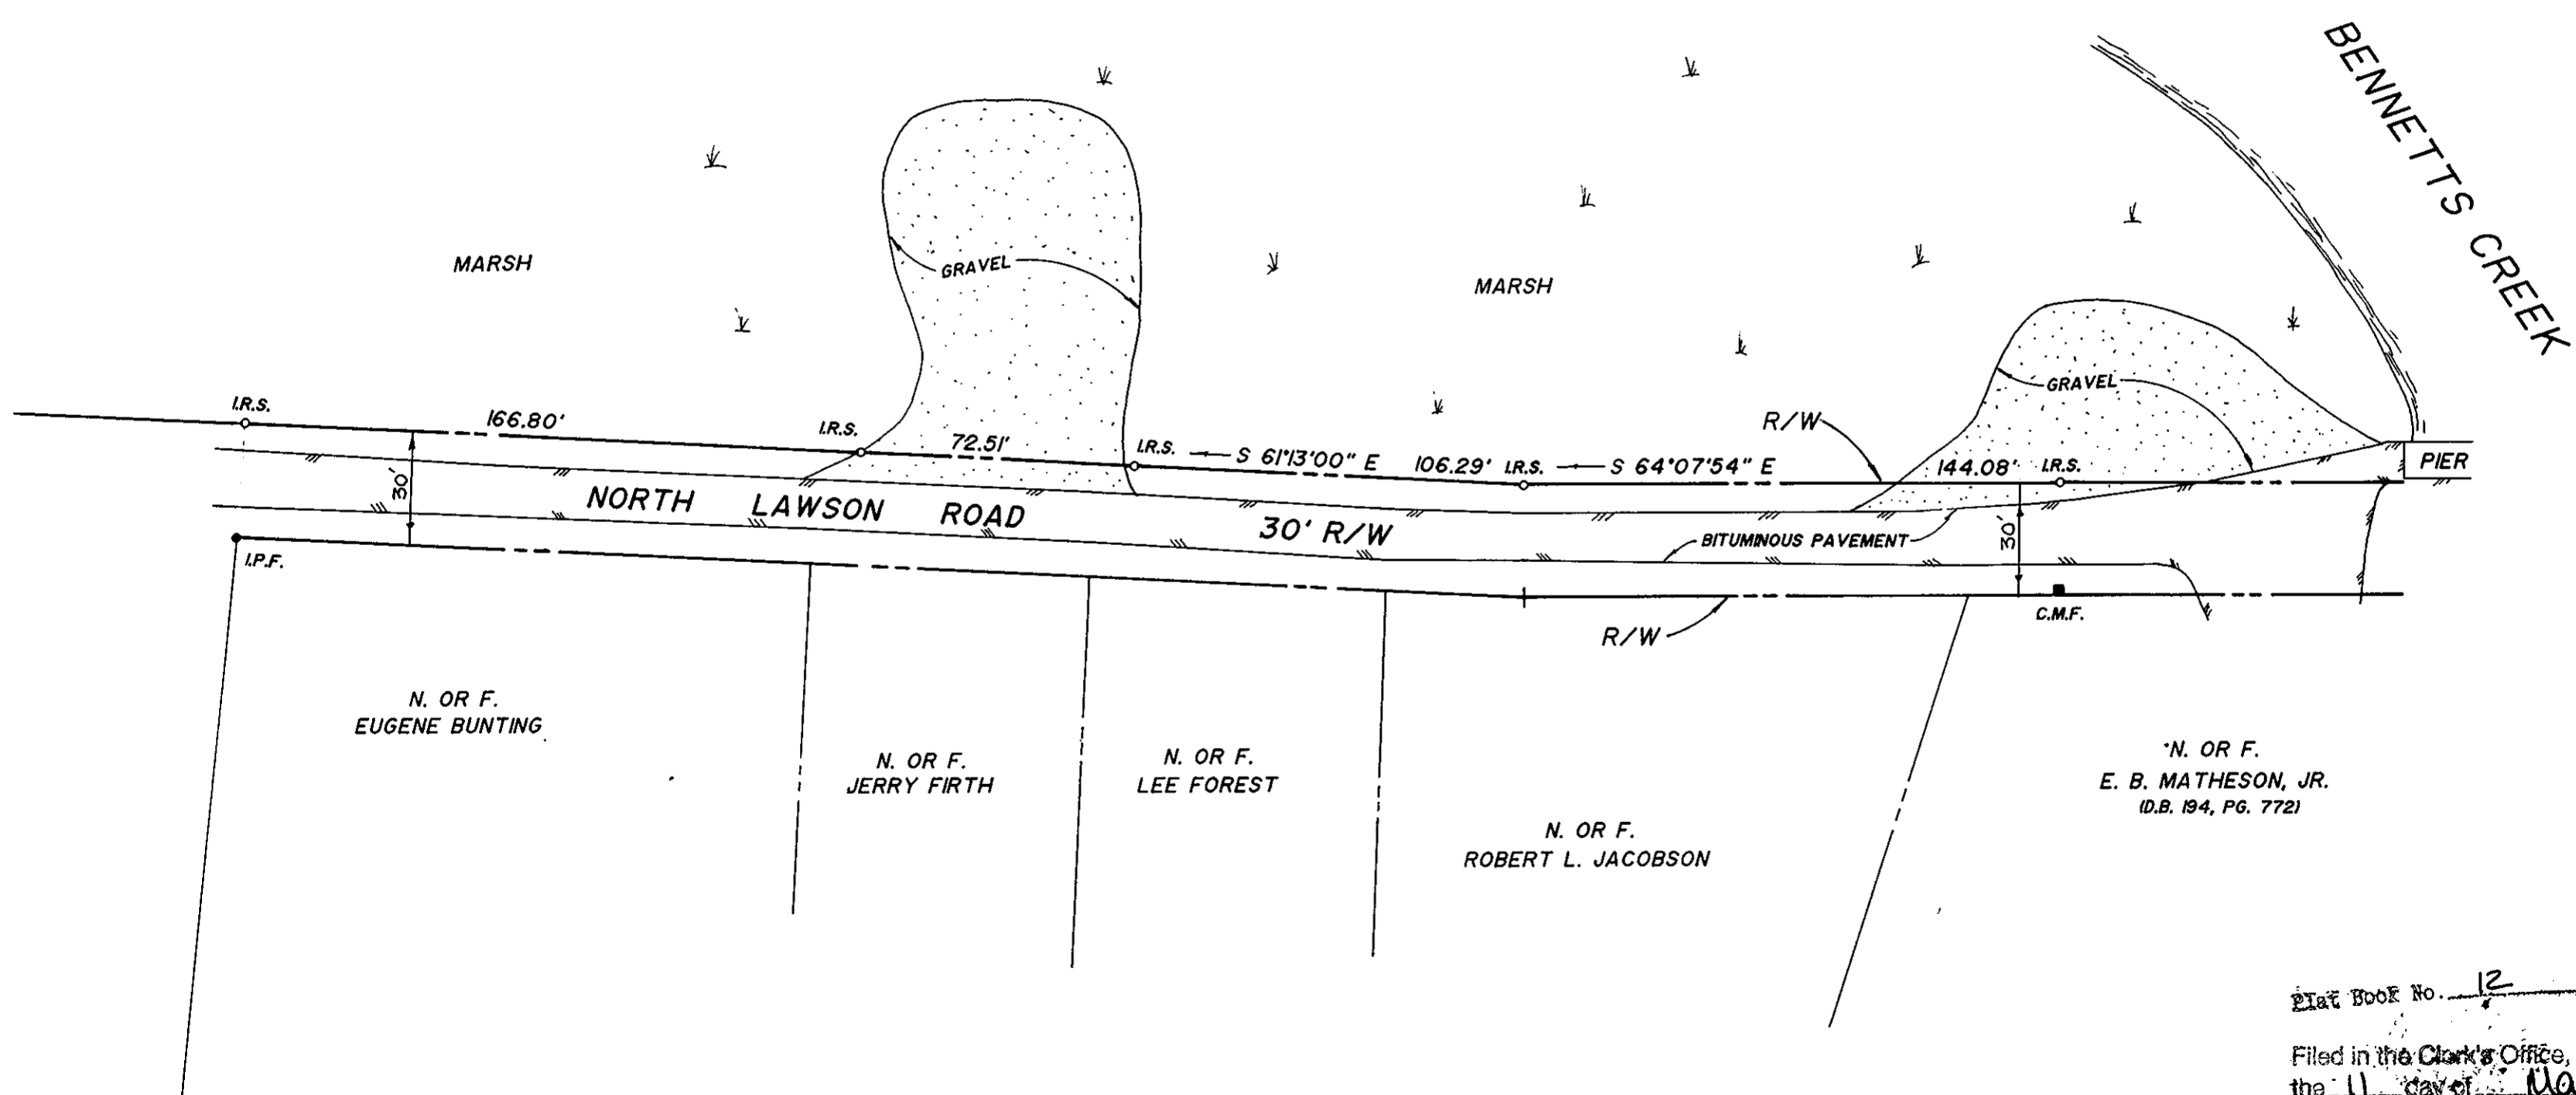 BENNETTS CREEK
MARSH
GRAVEL
MARSH
GRAVEL
I.R.S.
166.80'
I.R.S.
72.51'
I.R.S.
S 61°13'00" E
106.29'
I.R.S.
S 64°07'54" E
R/W
144.08'
I.R.S.
PIER
30'
NORTH LAWSON ROAD
30' R/W
BITUMINOUS PAVEMENT
30'
I.P.F.
C.M.F.
R/W
N. OR F.
EUGENE BUNTING
N. OR F.
JERRY FIRTH
N. OR F.
LEE FOREST
N. OR F.
ROBERT L. JACOBSON
N. OR F.
E. B. MATHESON, JR.
(D.B. 194, PG. 772)
Plat Book No. 12
Filed in the Clerk's Office,
the 11 day of